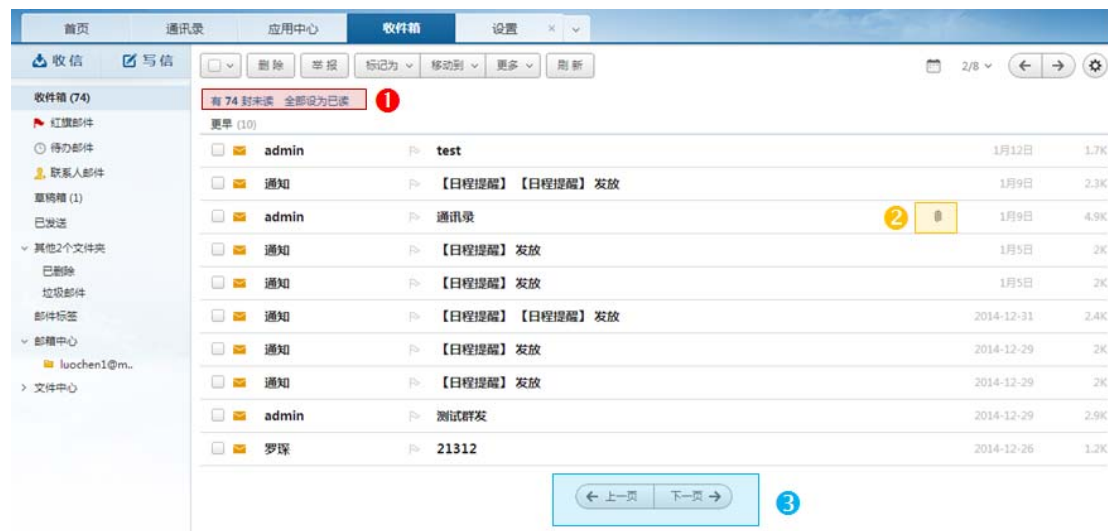 首页 通讯录 应用中心 收件箱 设置 ×
收信 写信 删除 举报 标记为 移动到 更多 刷新 2/8
收件箱 (74)
有 74 封未读 全部设为已读 1
红旗邮件
更早 (10)
待办邮件
联系人邮件
草稿箱 (1)
已发送
其他2个文件夹
已删除
垃圾邮件
邮件标签
邮箱中心
luochen1@m..
文件中心
admin test 1月12日 1.7K
通知 【日程提醒】【日程提醒】发放 1月9日 2.3K
admin 通讯录 2 1月9日 4.9K
通知 【日程提醒】发放 1月5日 2K
通知 【日程提醒】发放 1月5日 2K
通知 【日程提醒】【日程提醒】发放 2014-12-31 2.4K
通知 【日程提醒】发放 2014-12-29 2K
通知 【日程提醒】发放 2014-12-29 2K
admin 测试群发 2014-12-29 2.9K
罗琛 21312 2014-12-26 1.2K
← 上一页 下一页 → 3